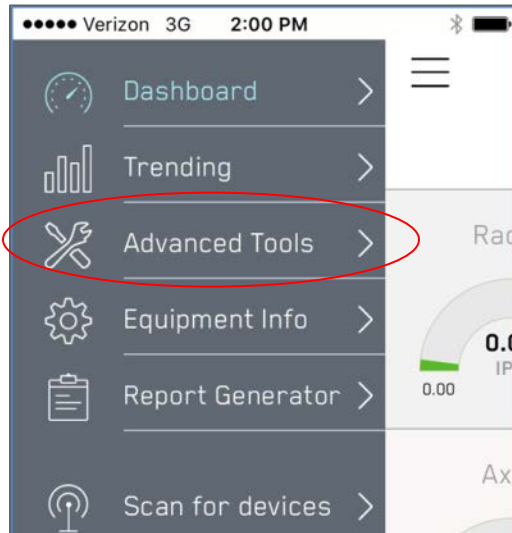 Verizon 3G 2:00 PM
Dashboard
Trending
Advanced Tools
Equipment Info
Report Generator
Scan for devices
0.00